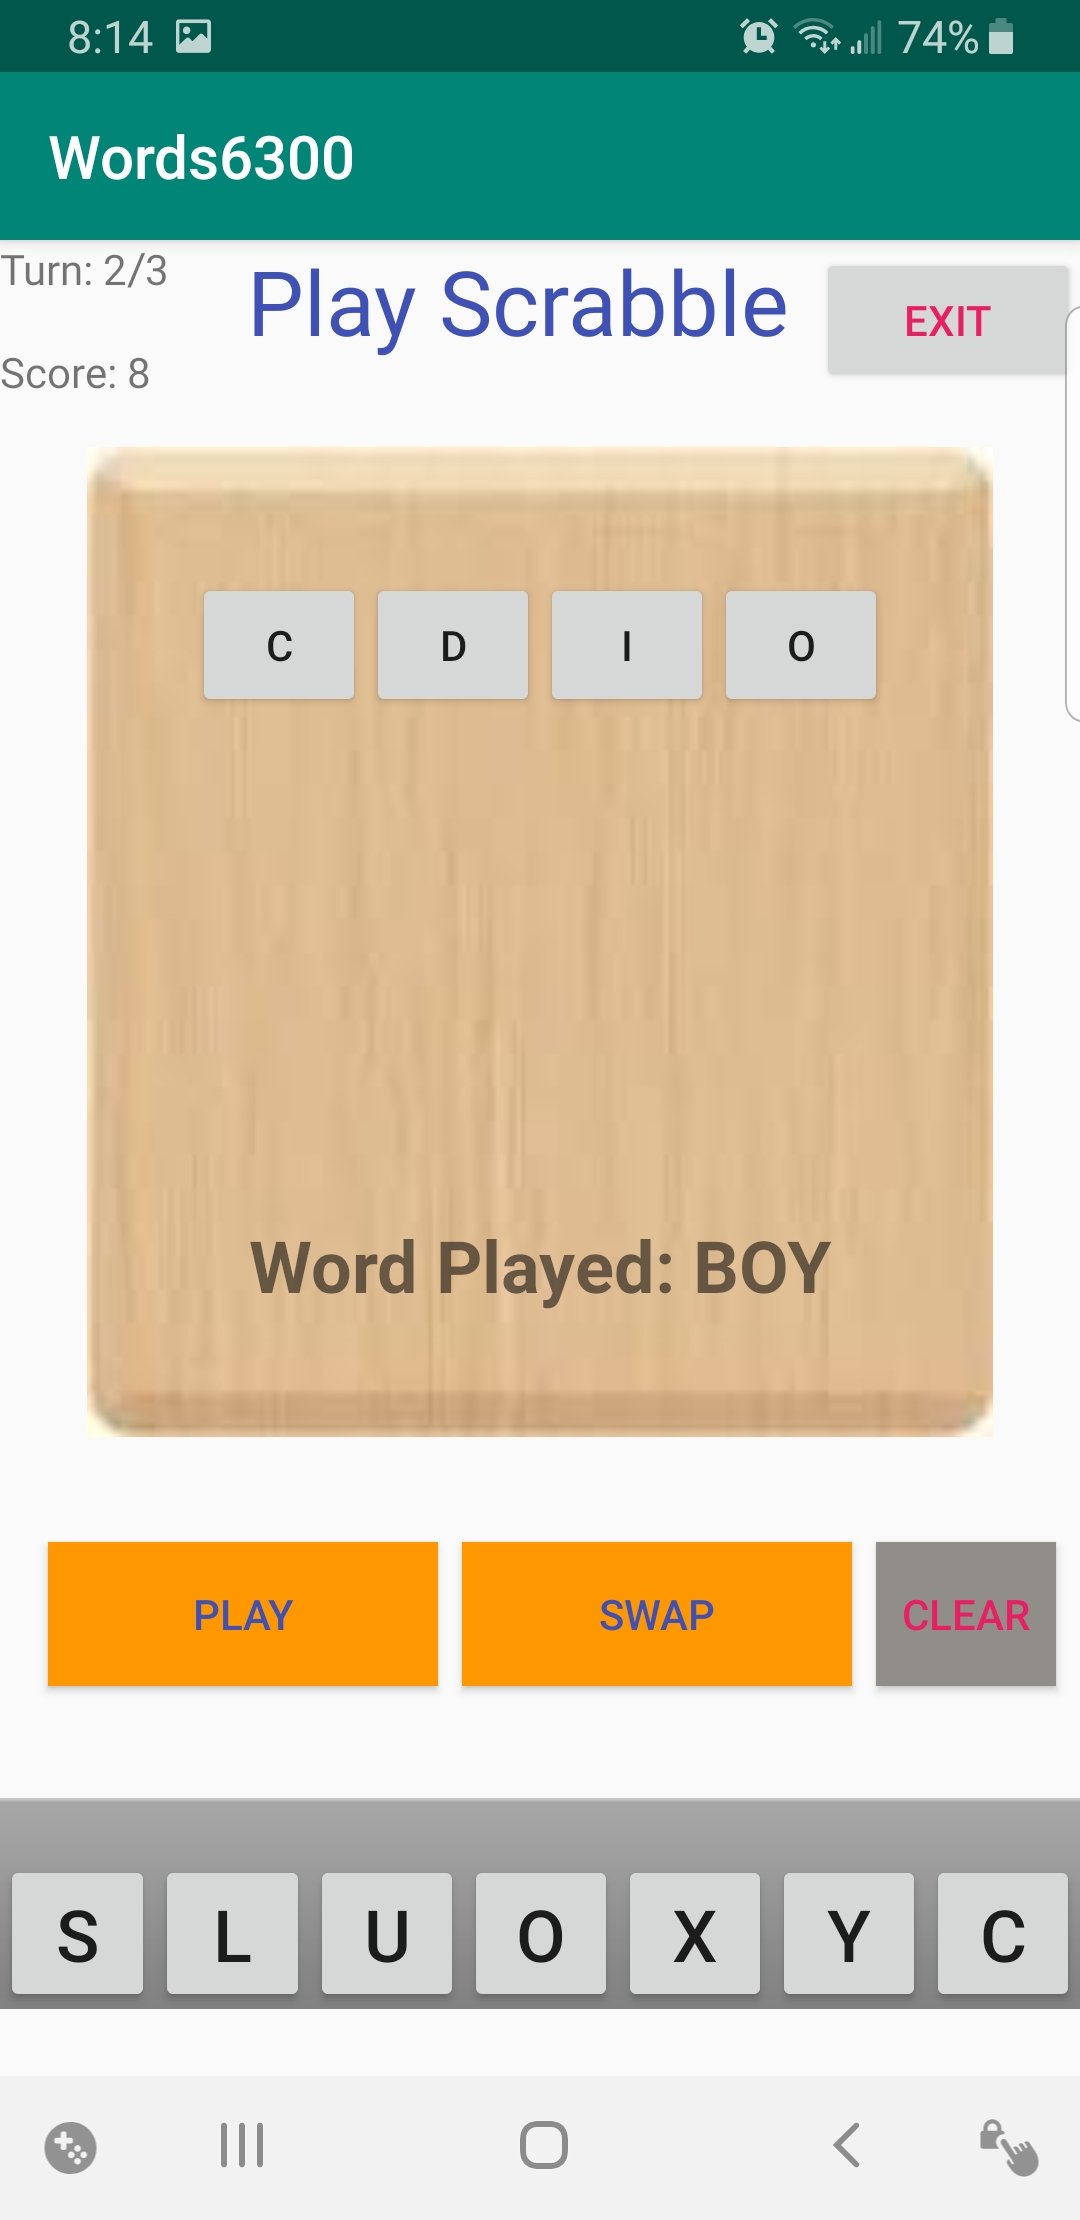 8:14 74%
Words6300
Turn: 2/3
Play Scrabble
EXIT
Score: 8
C D I O
Word Played: BOY
PLAY SWAP CLEAR
S L U O X Y C